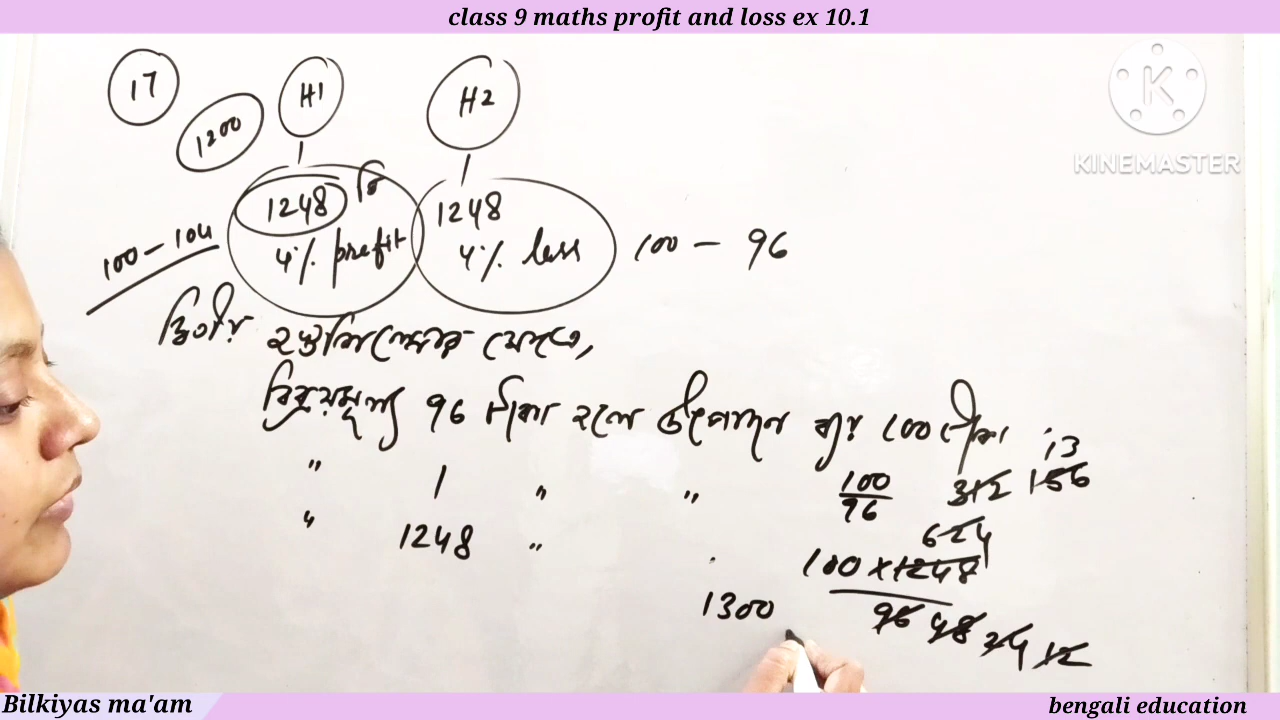 class 9 maths profit and loss ex 10.1
17
1200
H1
H2
KINEMASTER
1248 টি
1248
4% profit
4% loss
100 - 104
100 - 96
দ্বিতীয় হস্তশিল্পের ক্ষেত্রে,
বিক্রয়মূল্য 96 টাকা হলে উৎপাদন ব্যয় 100 টাকা
" 1 " " 100/96
312 156 13
624
" 1248 " 100 x 1248
96 48 24 12
1300
Bilkiyas ma'am
bengali education